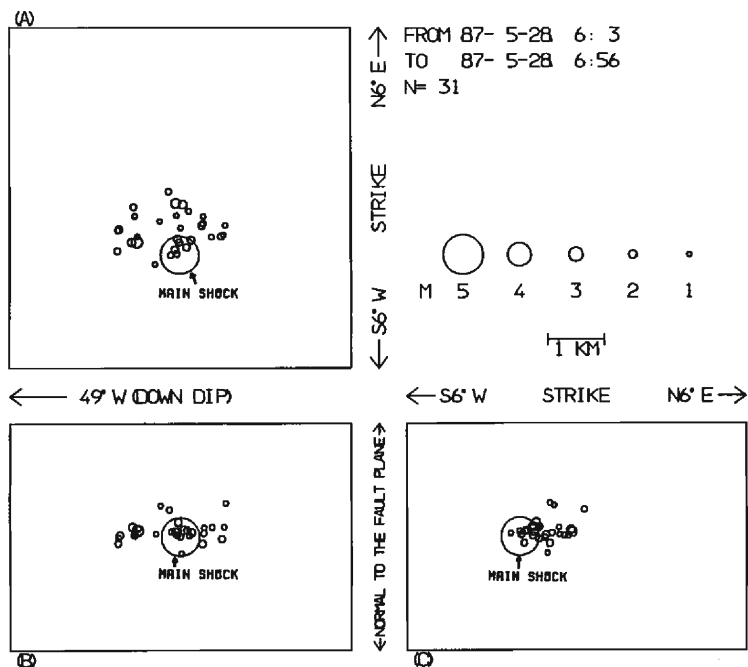 (A)
FROM 87- 5-28. 6: 3
TO 87- 5-28. 6:56
N= 31
S6° W STRIKE N6° E
MAIN SHOCK
M 5 4 3 2 1
1 KM
49° W (DOWN DIP)
S6° W STRIKE N6° E
NORMAL TO THE FAULT PLANE
MAIN SHOCK
MAIN SHOCK
(B)
(C)